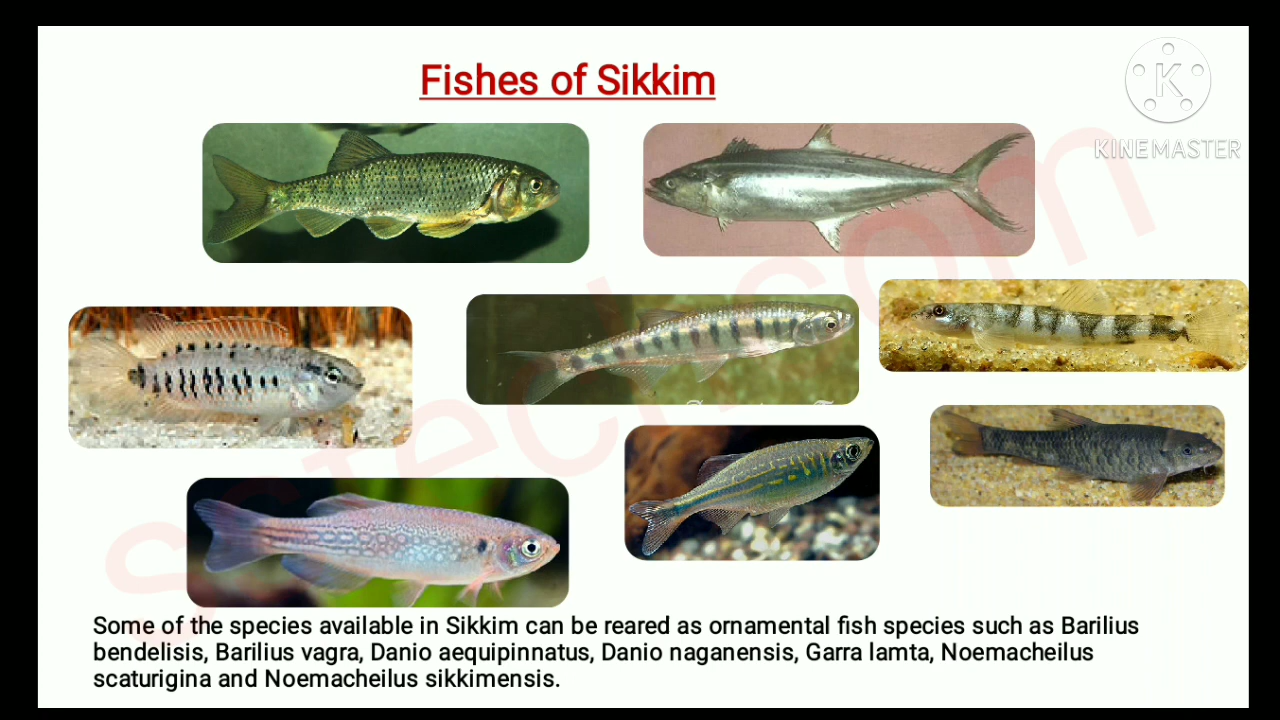 Fishes of Sikkim
KINEMASTER
Some of the species available in Sikkim can be reared as ornamental fish species such as Barilius
bendelisis, Barilius vagra, Danio aequipinnatus, Danio naganensis, Garra lamta, Noemacheilus
scaturigina and Noemacheilus sikkimensis.